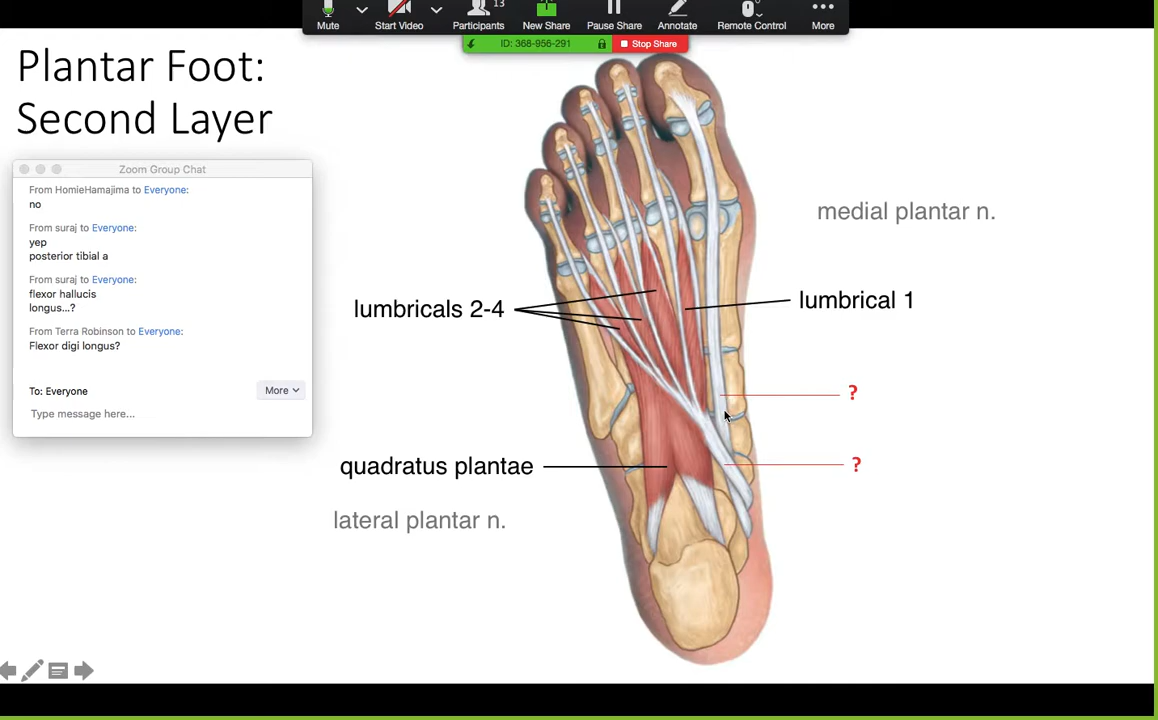 13
Mute
Start Video
Participants
New Share
Pause Share
Annotate
Remote Control
More
ID: 368-956-291
Stop Share
Plantar Foot:
Second Layer
Zoom Group Chat
From HomieHamajima to Everyone:
no
From suraj to Everyone:
yep
posterior tibial a
From suraj to Everyone:
flexor hallucis
longus...?
From Terra Robinson to Everyone:
Flexor digi longus?
To: Everyone
More
Type message here...
medial plantar n.
lumbricals 2-4
lumbrical 1
?
quadratus plantae
?
lateral plantar n.